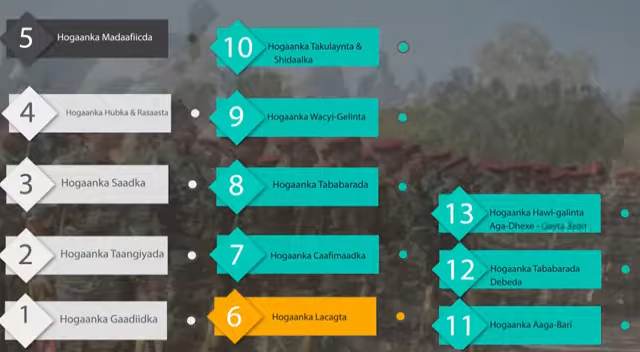 5
Hogaanka Madaafiicda
4
Hogaanka Hubka & Rasaasta
3
Hogaanka Saadka
2
Hogaanka Taangiyada
1
Hogaanka Gaadiidka
10
Hogaanka Takulaynta &
Shidaalka
9
Hogaanka Wacyi-Gelinta
8
Hogaanka Tababarada
7
Hogaanka Caafimaadka
6
Hogaanka Lacagta
13
Hogaanka Hawl-galinta
Aga-Dhexe -
12
Hogaanka Tababarada
Debeda
11
Hogaanka Aaga-Bari